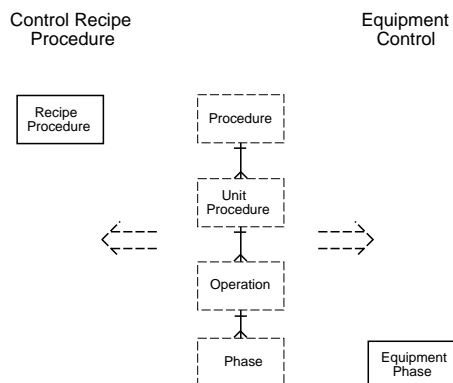 Control Recipe
Procedure
Equipment
Control
Recipe
Procedure
Procedure
Unit
Procedure
Operation
Phase
Equipment
Phase